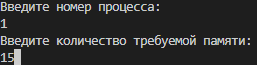 Введите номер процесса:
1
Введите количество требуемой памяти:
15